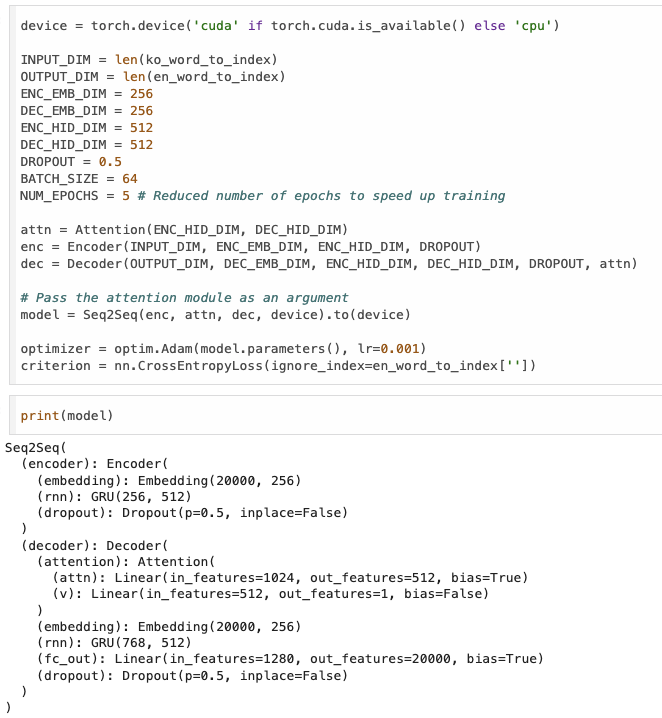 device = torch.device('cuda' if torch.cuda.is_available() else 'cpu')
INPUT_DIM = len(ko_word_to_index)
OUTPUT_DIM = len(en_word_to_index)
ENC_EMB_DIM = 256
DEC_EMB_DIM = 256
ENC_HID_DIM = 512
DEC_HID_DIM = 512
DROPOUT = 0.5
BATCH_SIZE = 64
NUM_EPOCHS = 5 # Reduced number of epochs to speed up training
attn = Attention(ENC_HID_DIM, DEC_HID_DIM)
enc = Encoder(INPUT_DIM, ENC_EMB_DIM, ENC_HID_DIM, DROPOUT)
dec = Decoder(OUTPUT_DIM, DEC_EMB_DIM, ENC_HID_DIM, DEC_HID_DIM, DROPOUT, attn)
# Pass the attention module as an argument
model = Seq2Seq(enc, attn, dec, device).to(device)
optimizer = optim.Adam(model.parameters(), lr=0.001)
criterion = nn.CrossEntropyLoss(ignore_index=en_word_to_index[''])
print(model)
Seq2Seq(
  (encoder): Encoder(
    (embedding): Embedding(20000, 256)
    (rnn): GRU(256, 512)
    (dropout): Dropout(p=0.5, inplace=False)
  )
  (decoder): Decoder(
    (attention): Attention(
      (attn): Linear(in_features=1024, out_features=512, bias=True)
      (v): Linear(in_features=512, out_features=1, bias=False)
    )
    (embedding): Embedding(20000, 256)
    (rnn): GRU(768, 512)
    (fc_out): Linear(in_features=1280, out_features=20000, bias=True)
    (dropout): Dropout(p=0.5, inplace=False)
  )
)